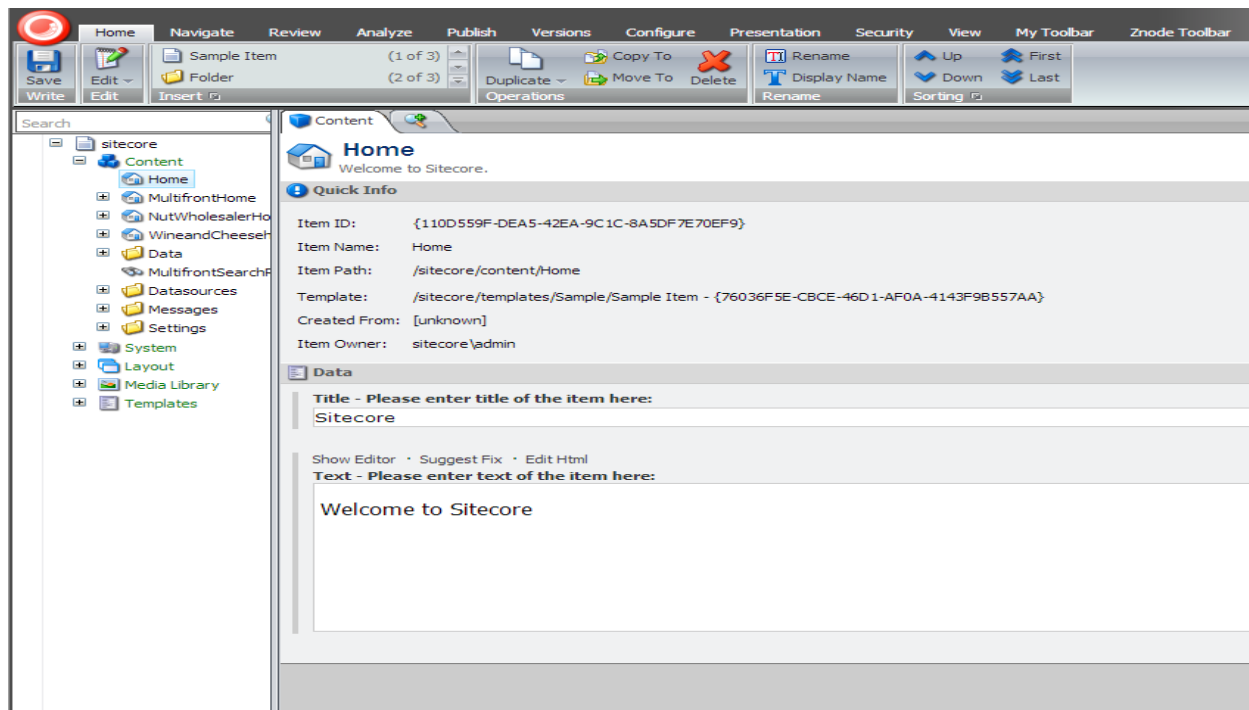 Home Navigate Review Analyze Publish Versions Configure Presentation Security View My Toolbar Znode Toolbar
Sample Item (1 of 3) Copy To Rename Up First
Save Edit Folder (2 of 3) Duplicate Move To Delete Display Name Down Last
Write Edit Insert Operations Rename Sorting
Search
sitecore
Content
Home
MultifrontHome
NutWholesalerHo
WineandCheeseh
Data
MultifrontSearch
Datasources
Messages
Settings
System
Layout
Media Library
Templates
Content
Home
Welcome to Sitecore.
Quick Info
Item ID: {110D559F-DEA5-42EA-9C1C-8A5DF7E70EF9}
Item Name: Home
Item Path: /sitecore/content/Home
Template: /sitecore/templates/Sample/Sample Item - {76036F5E-CBCE-46D1-AF0A-4143F9B557AA}
Created From: [unknown]
Item Owner: sitecore\admin
Data
Title - Please enter title of the item here:
Sitecore
Show Editor · Suggest Fix · Edit Html
Text - Please enter text of the item here:
Welcome to Sitecore